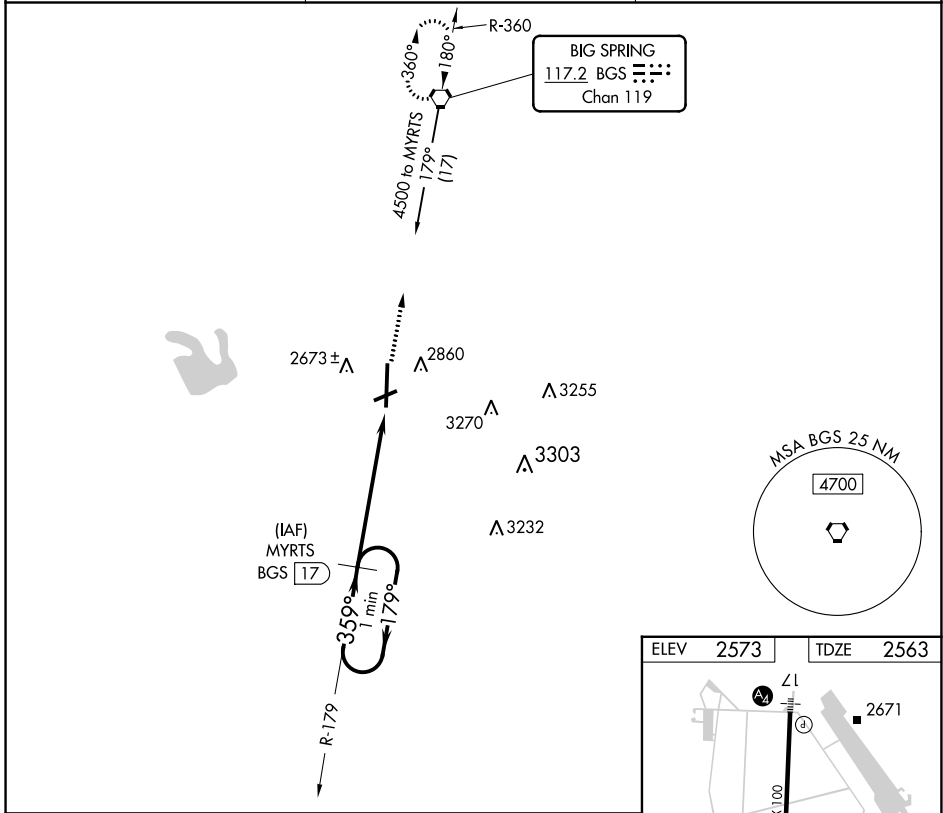 R-360
360°
180°
BIG SPRING
117.2 BGS
Chan 119
4500 to MYRTS
179°
(17)
2673 ±
2860
3255
3270
3303
3232
MSA BGS 25 NM
4700
(IAF)
MYRTS
BGS 17
359°
1 min
179°
R-179
ELEV 2573
TDZE 2563
17
A4
P
2671
X100